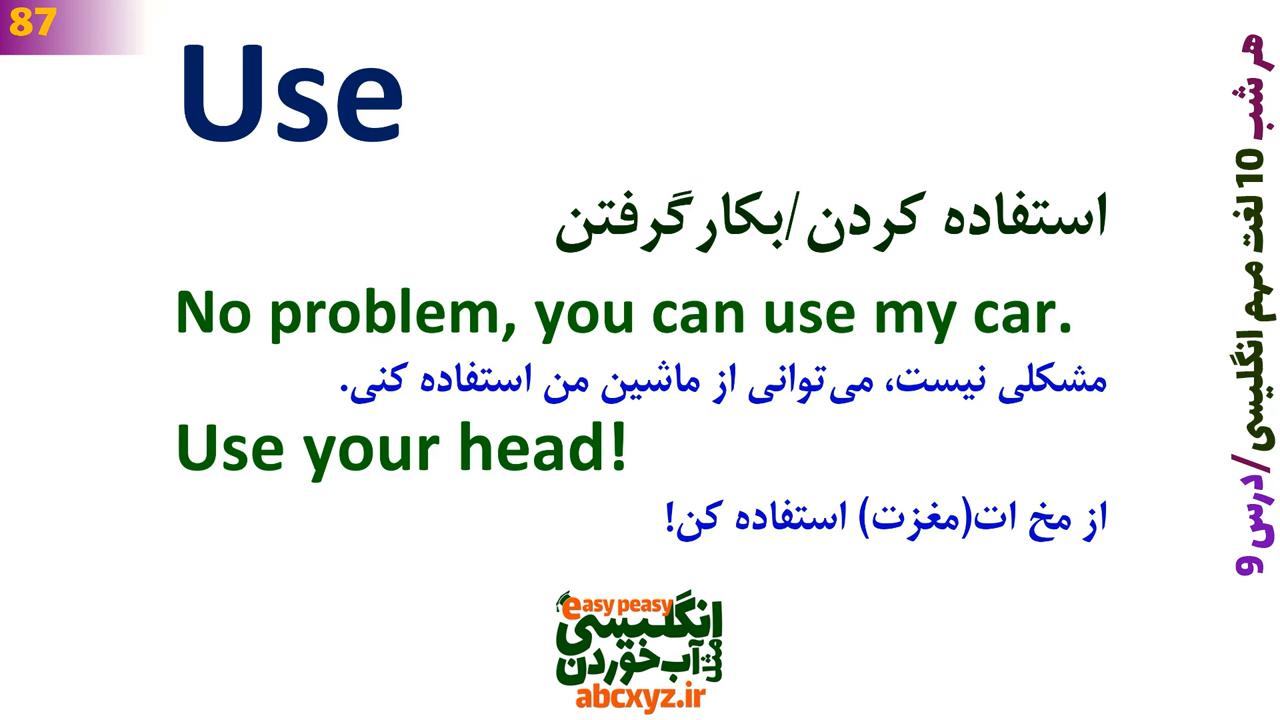 87
Use
استفاده کردن/بکارگرفتن
No problem, you can use my car.
مشکلی نیست، می‌توانی از ماشین من استفاده کنی.
Use your head!
از مخ ات(مغزت) استفاده کن!
هر شب 10 لغت مهم انگلیسی/درس 9
easy peasy
انگلیسی
مثل آب خوردن
abcxyz.ir